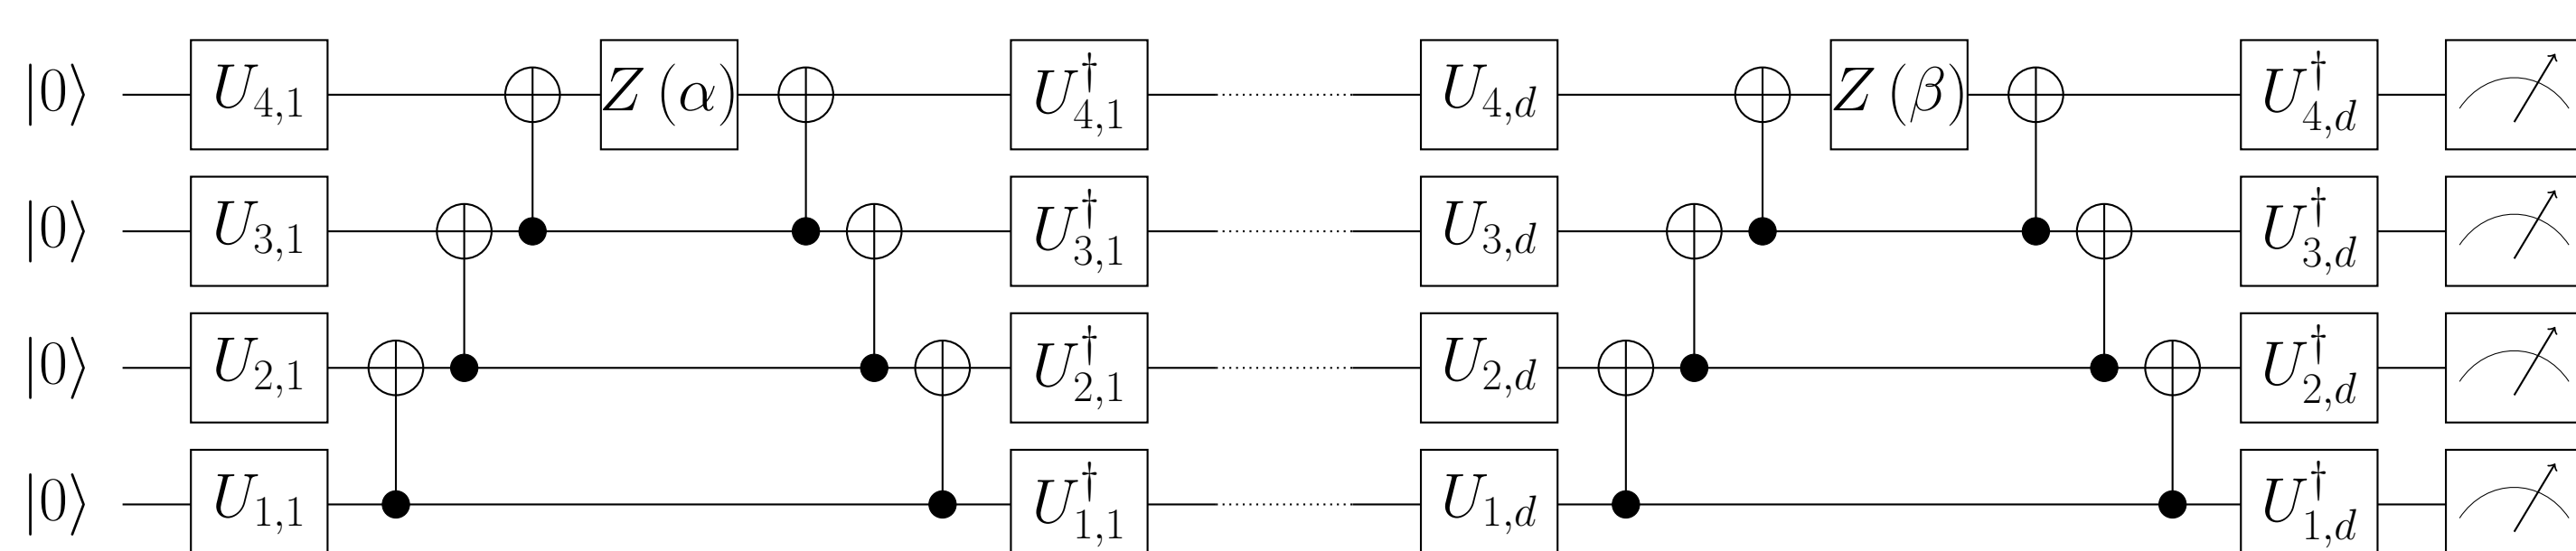 |0⟩ U₄,₁ Z (α) U†₄,₁ U₄,d Z (β) U†₄,d
|0⟩ U₃,₁ U†₃,₁ U₃,d U†₃,d
|0⟩ U₂,₁ U†₂,₁ U₂,d U†₂,d
|0⟩ U₁,₁ U†₁,₁ U₁,d U†₁,d